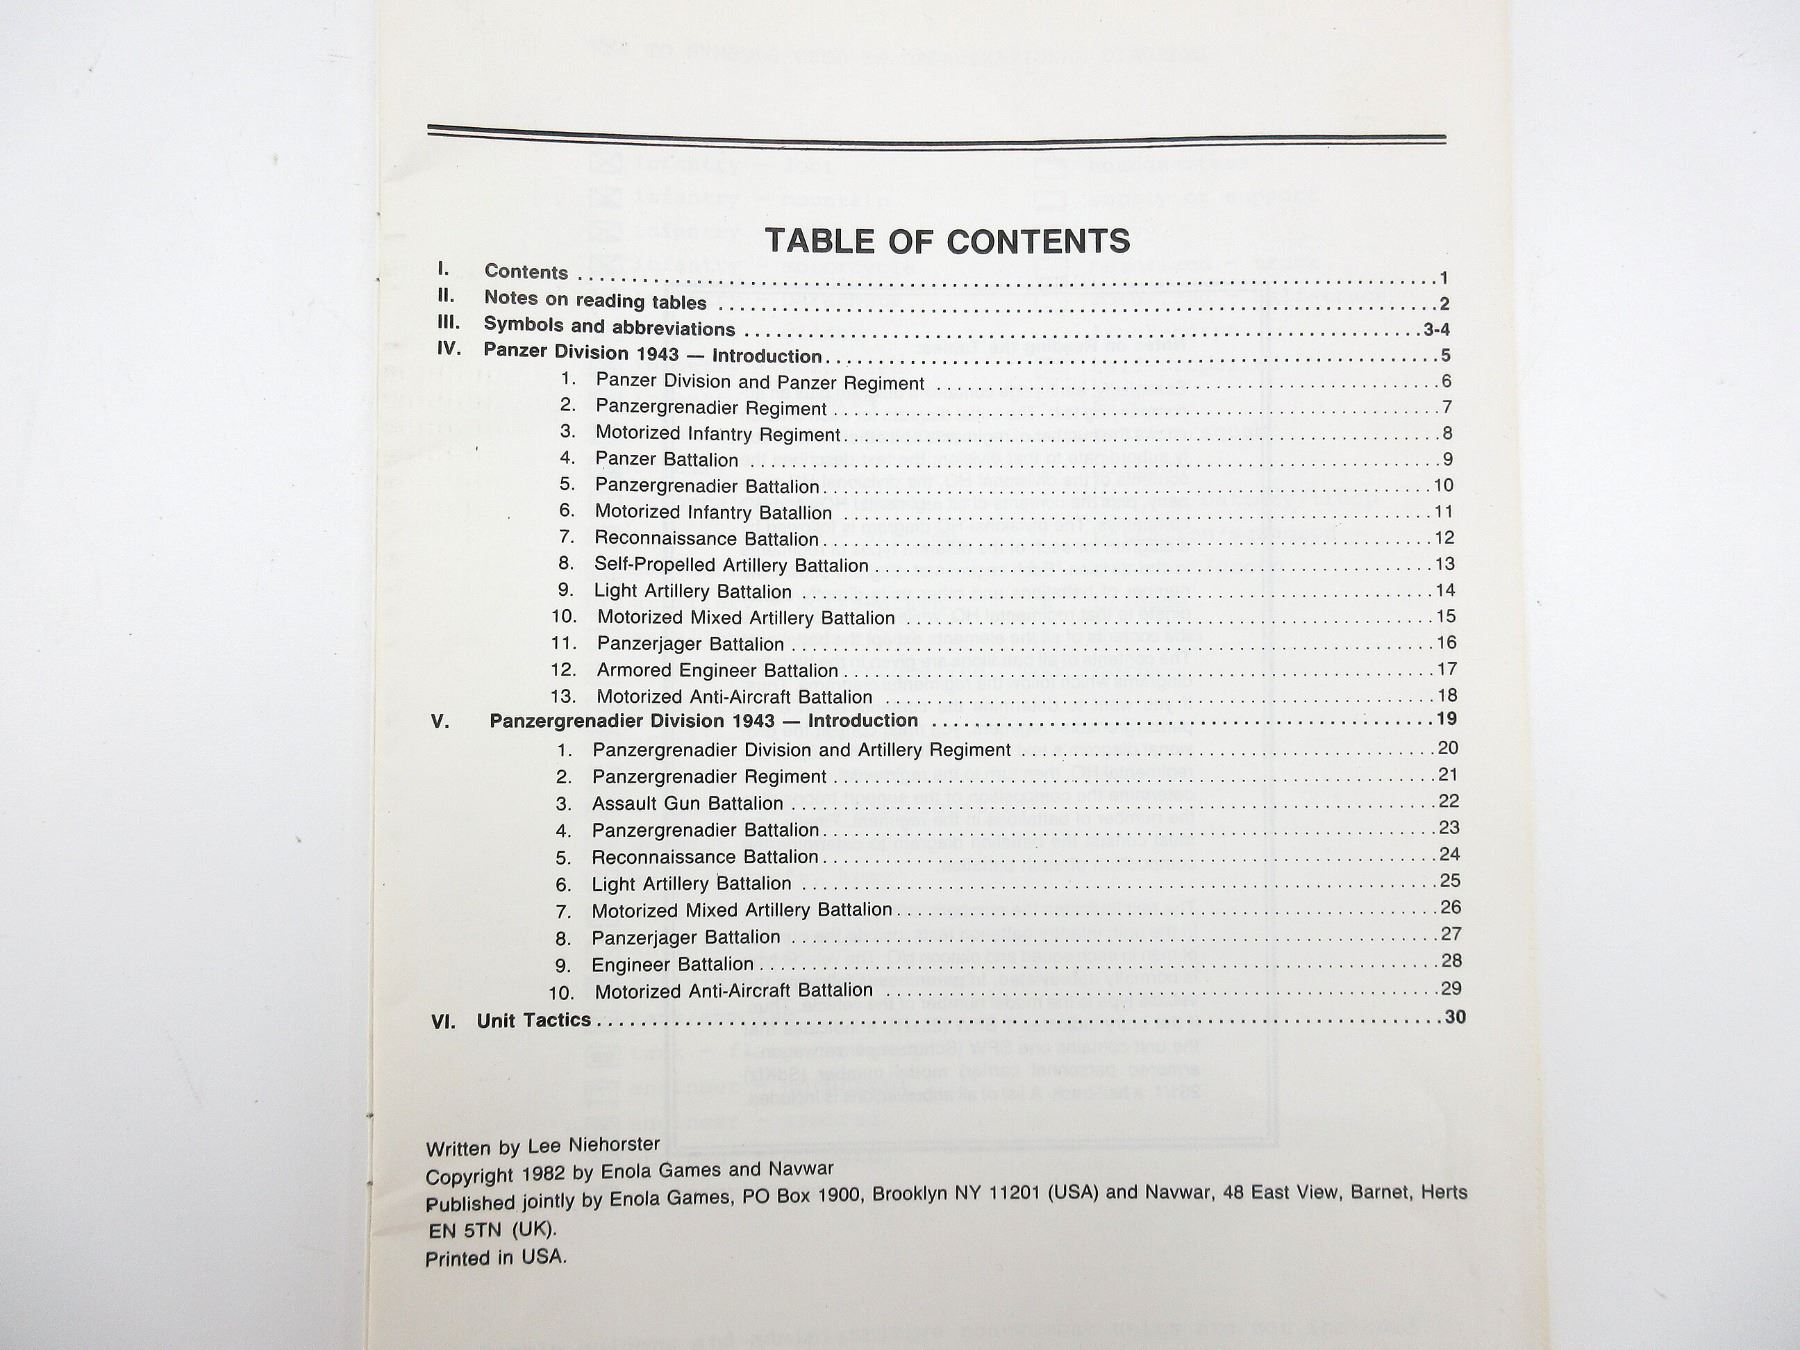 TABLE OF CONTENTS
I. Contents 1
II. Notes on reading tables 2
III. Symbols and abbreviations 3-4
IV. Panzer Division 1943 — Introduction 5
1. Panzer Division and Panzer Regiment 6
2. Panzergrenadier Regiment 7
3. Motorized Infantry Regiment 8
4. Panzer Battalion 9
5. Panzergrenadier Battalion 10
6. Motorized Infantry Batallion 11
7. Reconnaissance Battalion 12
8. Self-Propelled Artillery Battalion 13
9. Light Artillery Battalion 14
10. Motorized Mixed Artillery Battalion 15
11. Panzerjager Battalion 16
12. Armored Engineer Battalion 17
13. Motorized Anti-Aircraft Battalion 18
V. Panzergrenadier Division 1943 — Introduction 19
1. Panzergrenadier Division and Artillery Regiment 20
2. Panzergrenadier Regiment 21
3. Assault Gun Battalion 22
4. Panzergrenadier Battalion 23
5. Reconnaissance Battalion 24
6. Light Artillery Battalion 25
7. Motorized Mixed Artillery Battalion 26
8. Panzerjager Battalion 27
9. Engineer Battalion 28
10. Motorized Anti-Aircraft Battalion 29
VI. Unit Tactics 30
Written by Lee Niehorster
Copyright 1982 by Enola Games and Navwar
Published jointly by Enola Games, PO Box 1900, Brooklyn NY 11201 (USA) and Navwar, 48 East View, Barnet, Herts
EN 5TN (UK).
Printed in USA.